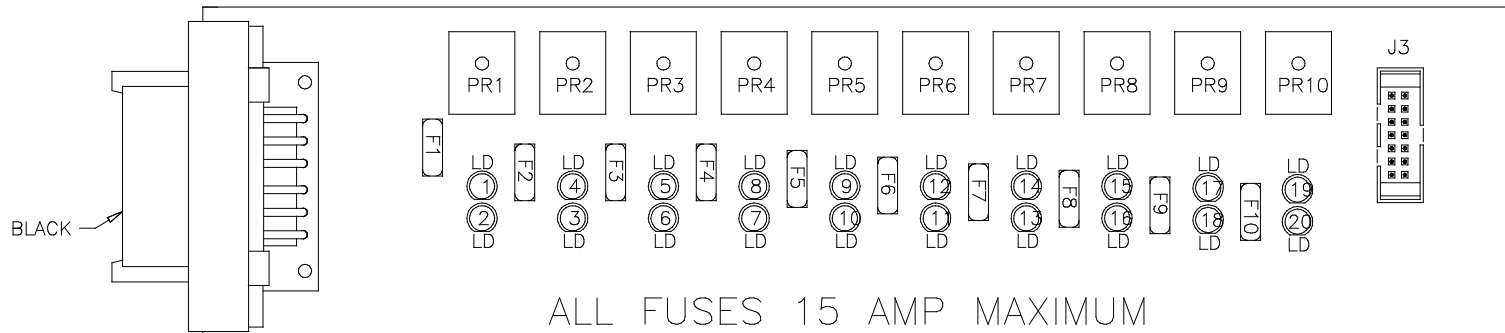 J3
PR1 PR2 PR3 PR4 PR5 PR6 PR7 PR8 PR9 PR10
F1 F2 F3 F4 F5 F6 F7 F8 F9 F10
LD LD LD LD LD LD LD LD LD LD
1 4 5 8 9 12 14 15 17 19
2 3 6 7 10 11 13 16 18 20
LD LD LD LD LD LD LD LD LD LD
BLACK
ALL FUSES 15 AMP MAXIMUM